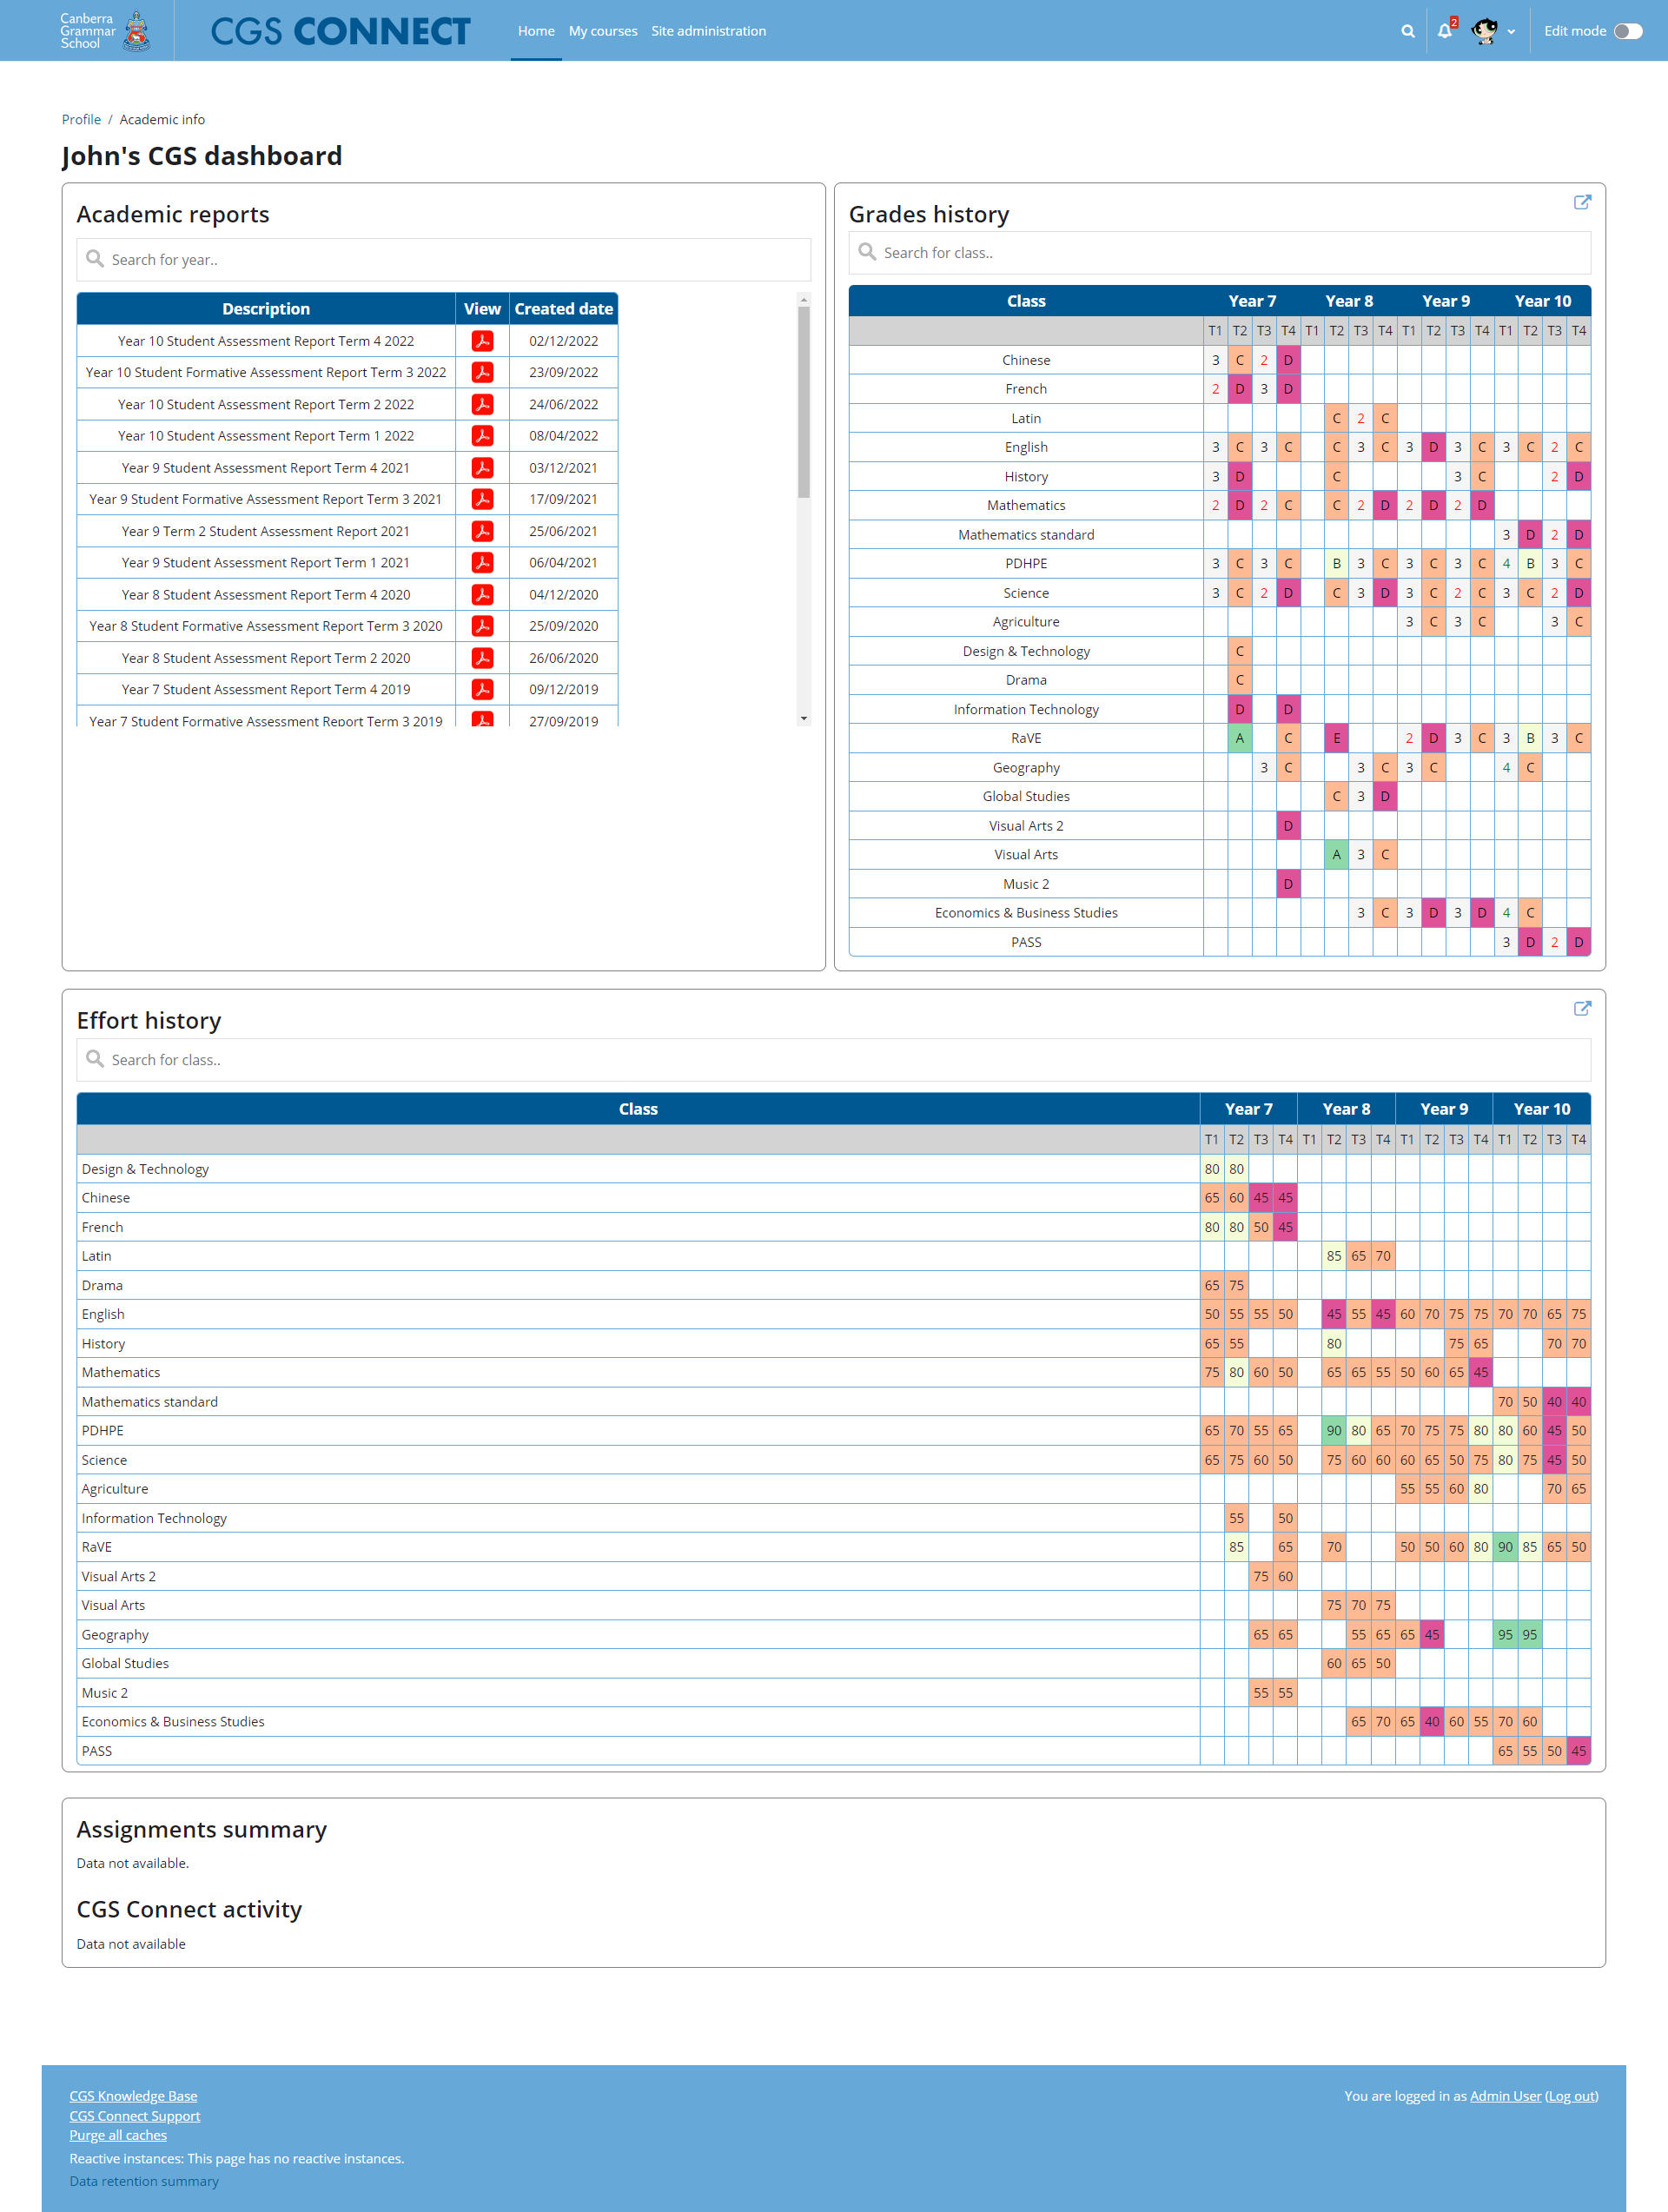 Canberra
Grammar
School
CGS CONNECT
Home My courses Site administration
2
Edit mode
Profile / Academic info
John's CGS dashboard
Academic reports
Search for year..
Description View Created date
Year 10 Student Assessment Report Term 4 2022 02/12/2022
Year 10 Student Formative Assessment Report Term 3 2022 23/09/2022
Year 10 Student Assessment Report Term 2 2022 24/06/2022
Year 10 Student Assessment Report Term 1 2022 08/04/2022
Year 9 Student Assessment Report Term 4 2021 03/12/2021
Year 9 Student Formative Assessment Report Term 3 2021 17/09/2021
Year 9 Term 2 Student Assessment Report 2021 25/06/2021
Year 9 Student Assessment Report Term 1 2021 06/04/2021
Year 8 Student Assessment Report Term 4 2020 04/12/2020
Year 8 Student Formative Assessment Report Term 3 2020 25/09/2020
Year 8 Student Assessment Report Term 2 2020 26/06/2020
Year 7 Student Assessment Report Term 4 2019 09/12/2019
Year 7 Student Formative Assessment Report Term 3 2019 27/09/2019
Grades history
Search for class..
Class Year 7 Year 8 Year 9 Year 10
T1 T2 T3 T4 T1 T2 T3 T4 T1 T2 T3 T4 T1 T2 T3 T4
Chinese 3 C 2 D
French 2 D 3 D
Latin C 2 C
English 3 C 3 C C 3 C 3 D 3 C 3 C 2 C
History 3 D C 3 C 2 D
Mathematics 2 D 2 C C 2 D 2 D 2 D
Mathematics standard 3 D 2 D
PDHPE 3 C 3 C B 3 C 3 C 3 C 4 B 3 C
Science 3 C 2 D C 3 D 3 C 2 C 3 C 2 D
Agriculture 3 C 3 C 3 C
Design & Technology C
Drama C
Information Technology D D
RaVE A C E 2 D 3 C 3 B 3 C
Geography 3 C 3 C 3 C 4 C
Global Studies C 3 D
Visual Arts 2 D
Visual Arts A 3 C
Music 2 D
Economics & Business Studies 3 C 3 D 3 D 4 C
PASS 3 D 2 D
Effort history
Search for class..
Class Year 7 Year 8 Year 9 Year 10
T1 T2 T3 T4 T1 T2 T3 T4 T1 T2 T3 T4 T1 T2 T3 T4
Design & Technology 80 80
Chinese 65 60 45 45
French 80 80 50 45
Latin 85 65 70
Drama 65 75
English 50 55 55 50 45 55 45 60 70 75 75 70 70 65 75
History 65 55 80 75 65 70 70
Mathematics 75 80 60 50 65 65 55 50 60 65 45
Mathematics standard 70 50 40 40
PDHPE 65 70 55 65 90 80 65 70 75 75 80 80 60 45 50
Science 65 75 60 50 75 60 60 60 65 50 75 80 75 45 50
Agriculture 55 55 60 80 70 65
Information Technology 55 50
RaVE 85 65 70 50 50 60 80 90 85 65 50
Visual Arts 2 75 60
Visual Arts 75 70 75
Geography 65 65 55 65 65 45 95 95
Global Studies 60 65 50
Music 2 55 55
Economics & Business Studies 65 70 65 40 60 55 70 60
PASS 65 55 50 45
Assignments summary
Data not available.
CGS Connect activity
Data not available
CGS Knowledge Base
CGS Connect Support
Purge all caches
Reactive instances: This page has no reactive instances.
Data retention summary
You are logged in as Admin User (Log out)